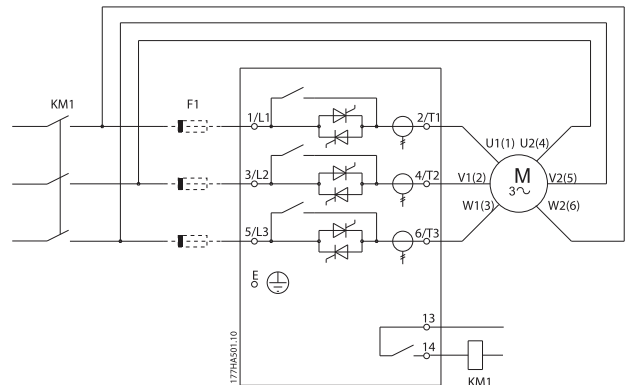 KM1
F1
1/L1
2/T1
U1(1) U2(4)
3/L2
4/T2
V1(2)
M
3~
V2(5)
W1(3)
W2(6)
5/L3
6/T3
E
13
14
KM1
177HA501.10